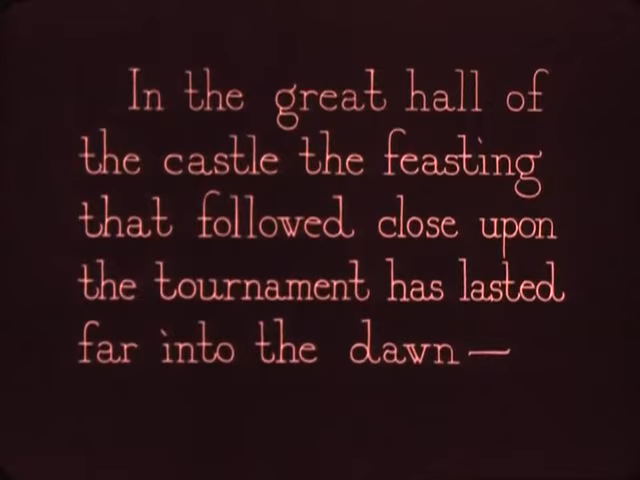 In the great hall of
the castle the feasting
that followed close upon
the tournament has lasted
far into the dawn —